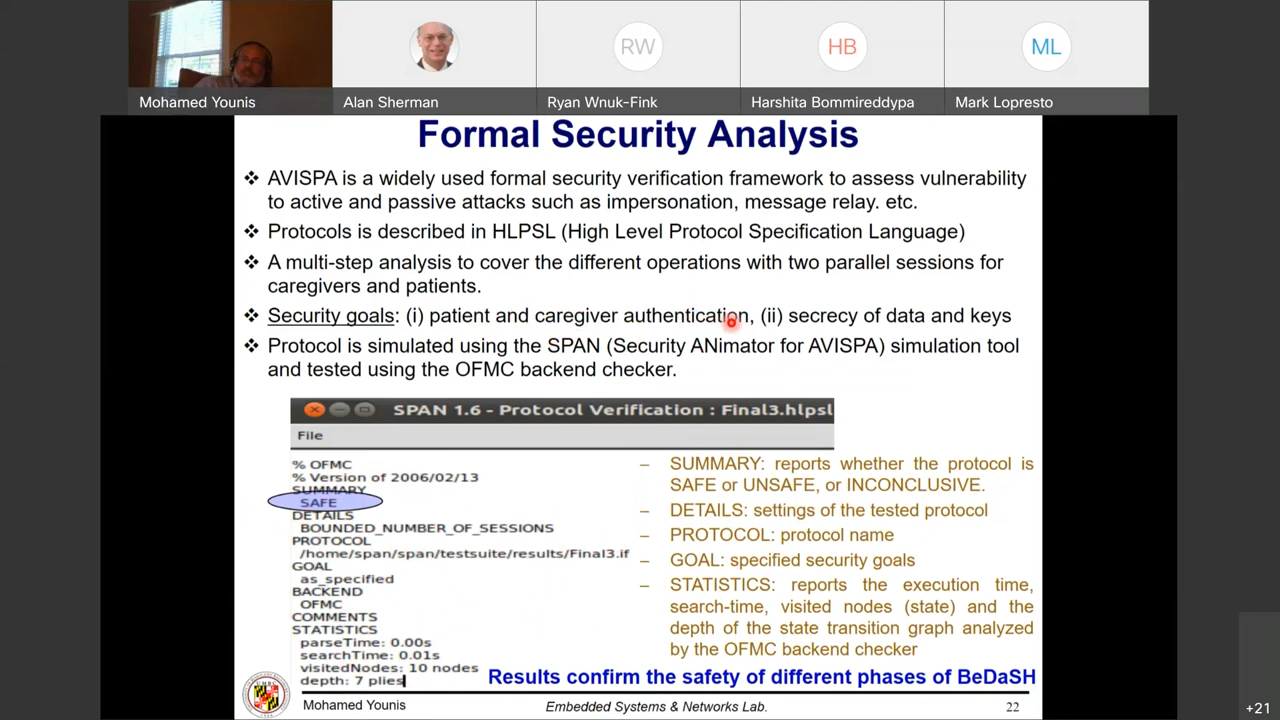 RW
HB
ML
Mohamed Younis
Alan Sherman
Ryan Wnuk-Fink
Harshita Bommireddypa
Mark Lopresto
Formal Security Analysis
❖ AVISPA is a widely used formal security verification framework to assess vulnerability
to active and passive attacks such as impersonation, message relay. etc.
❖ Protocols is described in HLPSL (High Level Protocol Specification Language)
❖ A multi-step analysis to cover the different operations with two parallel sessions for
caregivers and patients.
❖ Security goals: (i) patient and caregiver authentication, (ii) secrecy of data and keys
❖ Protocol is simulated using the SPAN (Security ANimator for AVISPA) simulation tool
and tested using the OFMC backend checker.
SPAN 1.6 - Protocol Verification : Final3.hlpsl
File
% OFMC
% Version of 2006/02/13
SUMMARY
SAFE
DETAILS
BOUNDED_NUMBER_OF_SESSIONS
PROTOCOL
/home/span/span/testsuite/results/Final3.if
GOAL
as_specified
BACKEND
OFMC
COMMENTS
STATISTICS
parseTime: 0.00s
searchTime: 0.01s
visitedNodes: 10 nodes
depth: 7 plies
– SUMMARY: reports whether the protocol is
SAFE or UNSAFE, or INCONCLUSIVE.
– DETAILS: settings of the tested protocol
– PROTOCOL: protocol name
– GOAL: specified security goals
– STATISTICS: reports the execution time,
search-time, visited nodes (state) and the
depth of the state transition graph analyzed
by the OFMC backend checker
Results confirm the safety of different phases of BeDaSH
UMBC
Mohamed Younis
Embedded Systems & Networks Lab.
22
+21